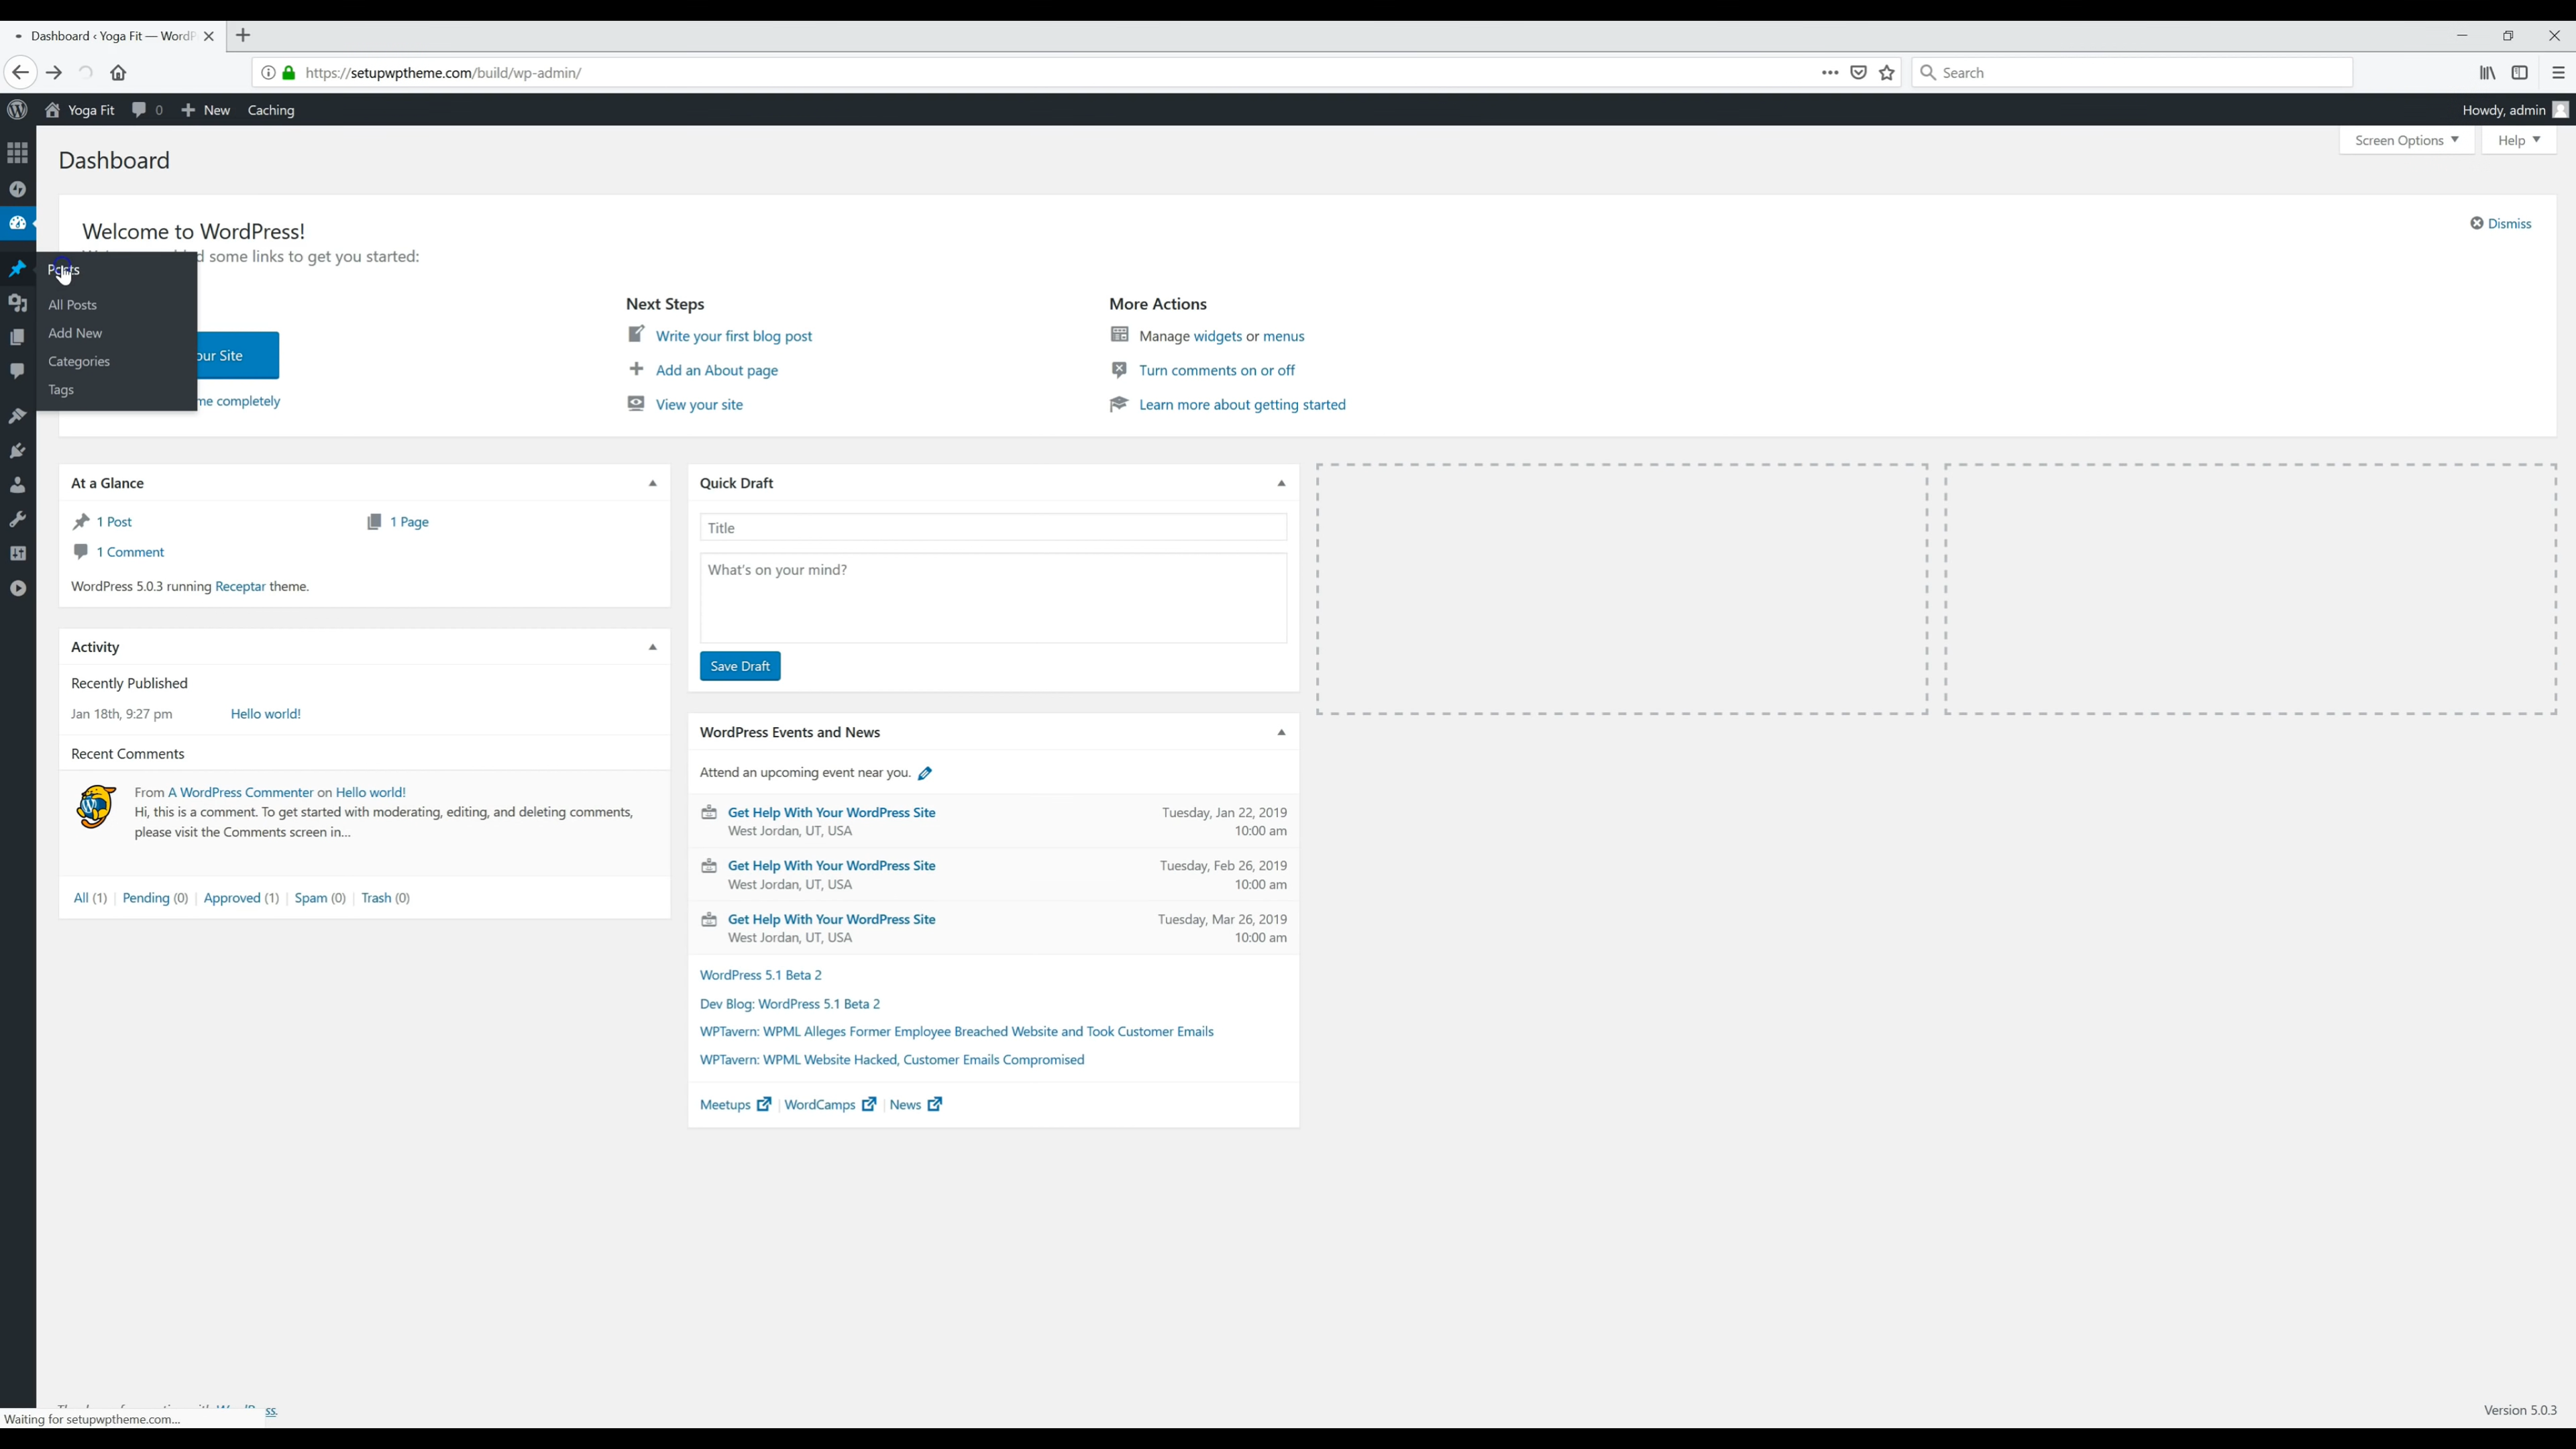 Dashboard ‹ Yoga Fit — WordP
https://setupwptheme.com/build/wp-admin/
Search
Yoga Fit
0
New
Caching
Howdy, admin
Screen Options
Help
Dashboard
Welcome to WordPress!
Dismiss
some links to get you started:
Posts
All Posts
Add New
Categories
Tags
our Site
me completely
Next Steps
Write your first blog post
Add an About page
View your site
More Actions
Manage widgets or menus
Turn comments on or off
Learn more about getting started
At a Glance
1 Post
1 Page
1 Comment
WordPress 5.0.3 running Receptar theme.
Activity
Recently Published
Jan 18th, 9:27 pm Hello world!
Recent Comments
From A WordPress Commenter on Hello world!
Hi, this is a comment. To get started with moderating, editing, and deleting comments,
please visit the Comments screen in...
All (1) | Pending (0) | Approved (1) | Spam (0) | Trash (0)
Quick Draft
Title
What's on your mind?
Save Draft
WordPress Events and News
Attend an upcoming event near you.
Get Help With Your WordPress Site Tuesday, Jan 22, 2019
West Jordan, UT, USA 10:00 am
Get Help With Your WordPress Site Tuesday, Feb 26, 2019
West Jordan, UT, USA 10:00 am
Get Help With Your WordPress Site Tuesday, Mar 26, 2019
West Jordan, UT, USA 10:00 am
WordPress 5.1 Beta 2
Dev Blog: WordPress 5.1 Beta 2
WPTavern: WPML Alleges Former Employee Breached Website and Took Customer Emails
WPTavern: WPML Website Hacked, Customer Emails Compromised
Meetups | WordCamps | News
ss.
Version 5.0.3
Waiting for setupwptheme.com...